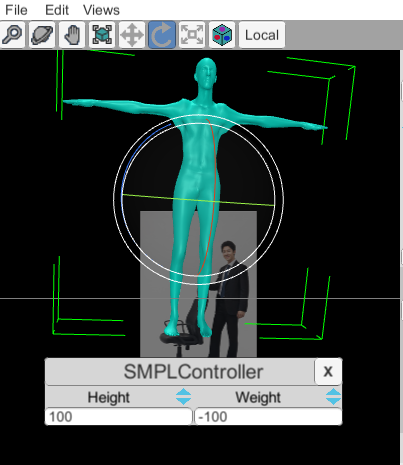 File Edit Views
Local
SMPLController x
Height Weight
100 -100